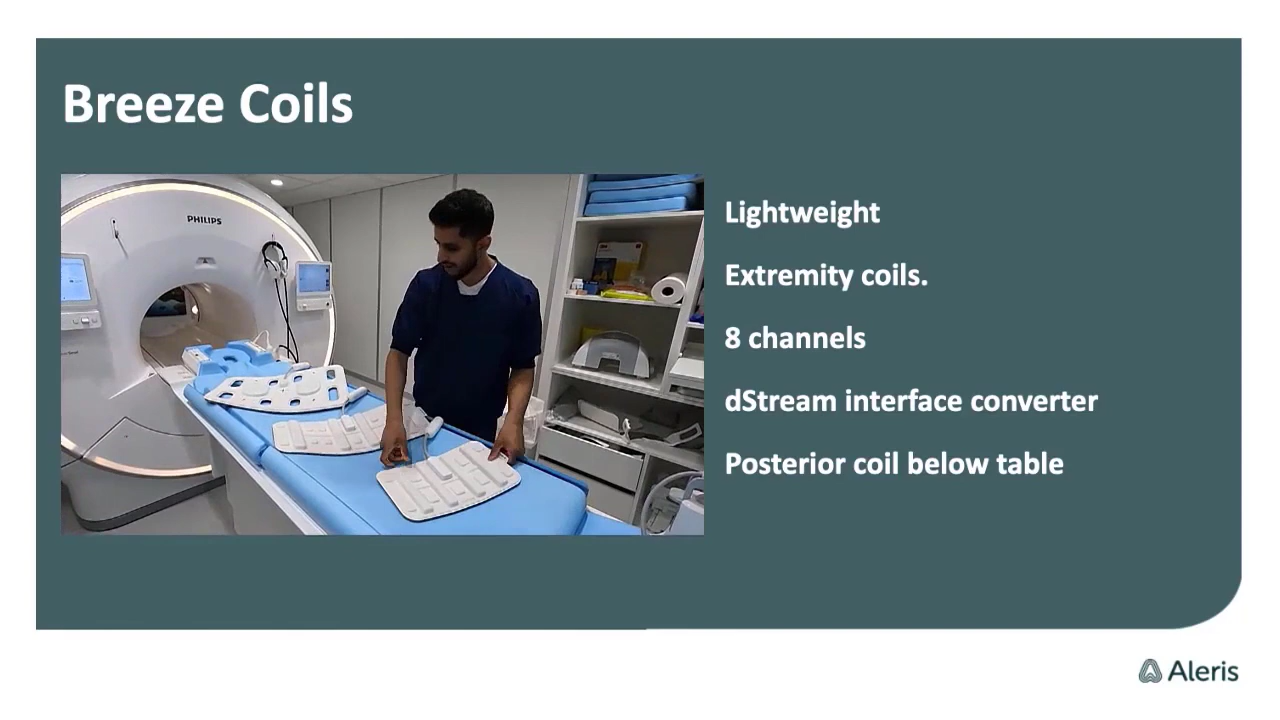 Breeze Coils
PHILIPS
Lightweight
Extremity coils.
8 channels
dStream interface converter
Posterior coil below table
Aleris